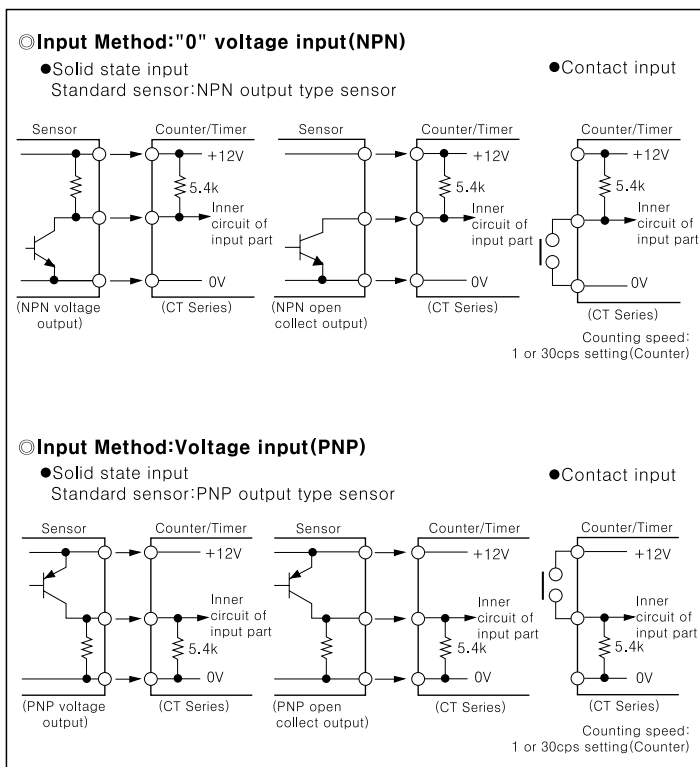 ◎Input Method:"0" voltage input(NPN)
●Solid state input
Standard sensor:NPN output type sensor
●Contact input
Sensor
Counter/Timer
+12V
5.4k
Inner
circuit of
input part
0V
(NPN voltage
output)
(CT Series)
Sensor
Counter/Timer
+12V
5.4k
Inner
circuit of
input part
0V
(NPN open
collect output)
(CT Series)
Counter/Timer
+12V
5.4k
Inner
circuit of
input part
0V
(CT Series)
Counting speed:
1 or 30cps setting(Counter)
◎Input Method:Voltage input(PNP)
●Solid state input
Standard sensor:PNP output type sensor
●Contact input
Sensor
Counter/Timer
+12V
Inner
circuit of
input part
5.4k
0V
(PNP voltage
output)
(CT Series)
Sensor
Counter/Timer
+12V
Inner
circuit of
input part
5.4k
0V
(PNP open
collect output)
(CT Series)
Counter/Timer
+12V
Inner
circuit of
input part
5.4k
0V
(CT Series)
Counting speed:
1 or 30cps setting(Counter)